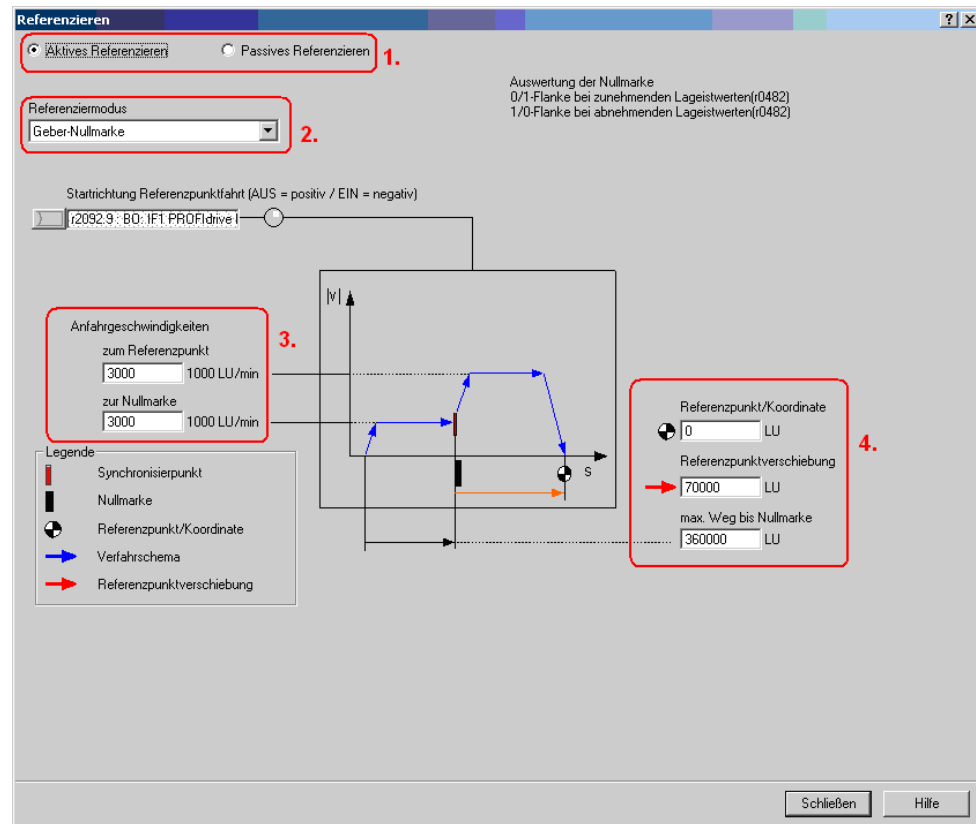 Referenzieren
Aktives Referenzieren
Passives Referenzieren
1.
Auswertung der Nullmarke
0/1-Flanke bei zunehmenden Lageistwerten(r0482)
1/0-Flanke bei abnehmenden Lageistwerten(r0482)
Referenziermodus
Geber-Nullmarke
2.
Startrichtung Referenzpunktfahrt (AUS = positiv / EIN = negativ)
r2092.9 : BO: IF1 PROFIdrive
|v|
Anfahrgeschwindigkeiten
3.
zum Referenzpunkt
3000 1000 LU/min
zur Nullmarke
3000 1000 LU/min
s
Referenzpunkt/Koordinate
0 LU
4.
Referenzpunktverschiebung
70000 LU
max. Weg bis Nullmarke
360000 LU
Legende
Synchronisierpunkt
Nullmarke
Referenzpunkt/Koordinate
Verfahrschema
Referenzpunktverschiebung
Schließen
Hilfe